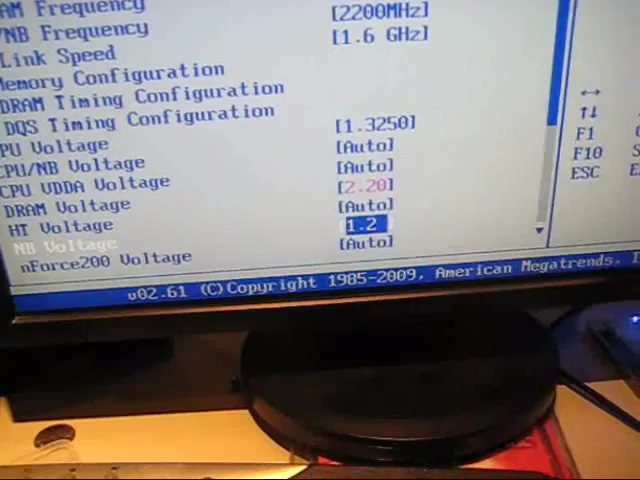 AM Frequency [2200MHz]
/NB Frequency [1.6 GHz]
Link Speed
Memory Configuration
DRAM Timing Configuration
DQS Timing Configuration
PU Voltage [1.3250]
CPU/NB Voltage [Auto]
CPU VDDA Voltage [Auto]
DRAM Voltage [2.20]
HT Voltage [Auto]
NB Voltage [1.2
nForce200 Voltage [Auto]
↔
↑↓
F1
F10 S
ESC E
v02.61 (C)Copyright 1985-2009, American Megatrends, I